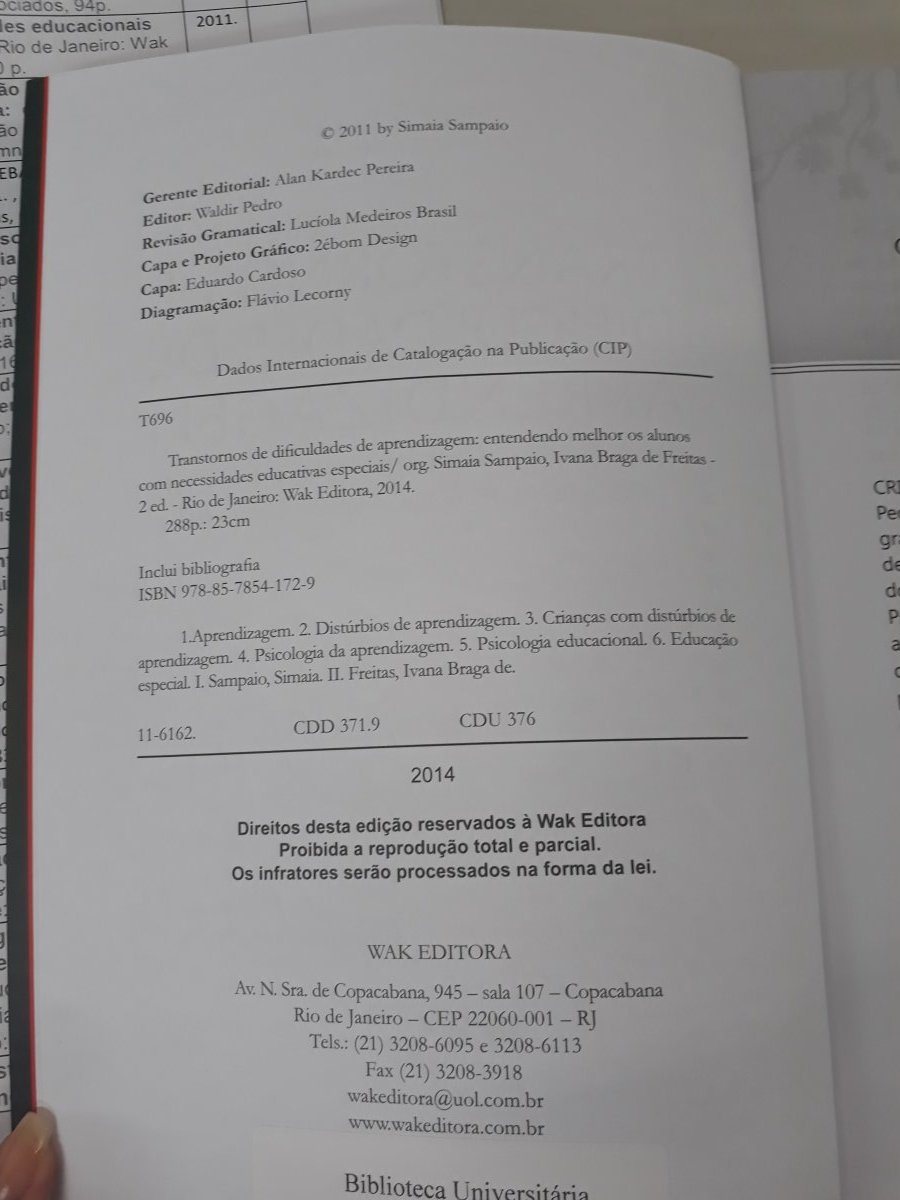 ociados, 94p.
les educacionais
2011.
Rio de Janeiro: Wak
0 p.
© 2011 by Simaia Sampaio
Gerente Editorial: Alan Kardec Pereira
Editor: Waldir Pedro
Revisão Gramatical: Lucíola Medeiros Brasil
Capa e Projeto Gráfico: 2ébom Design
Capa: Eduardo Cardoso
Diagramação: Flávio Lecorny
Dados Internacionais de Catalogação na Publicação (CIP)
T696
Transtornos de dificuldades de aprendizagem: entendendo melhor os alunos
com necessidades educativas especiais/ org. Simaia Sampaio, Ivana Braga de Freitas -
2 ed. - Rio de Janeiro: Wak Editora, 2014.
288p.: 23cm
Inclui bibliografia
ISBN 978-85-7854-172-9
1.Aprendizagem. 2. Distúrbios de aprendizagem. 3. Crianças com distúrbios de
aprendizagem. 4. Psicologia da aprendizagem. 5. Psicologia educacional. 6. Educação
especial. I. Sampaio, Simaia. II. Freitas, Ivana Braga de.
11-6162. CDD 371.9 CDU 376
2014
Direitos desta edição reservados à Wak Editora
Proibida a reprodução total e parcial.
Os infratores serão processados na forma da lei.
WAK EDITORA
Av. N. Sra. de Copacabana, 945 – sala 107 – Copacabana
Rio de Janeiro – CEP 22060-001 – RJ
Tels.: (21) 3208-6095 e 3208-6113
Fax (21) 3208-3918
wakeditora@uol.com.br
www.wakeditora.com.br
Biblioteca Universitária